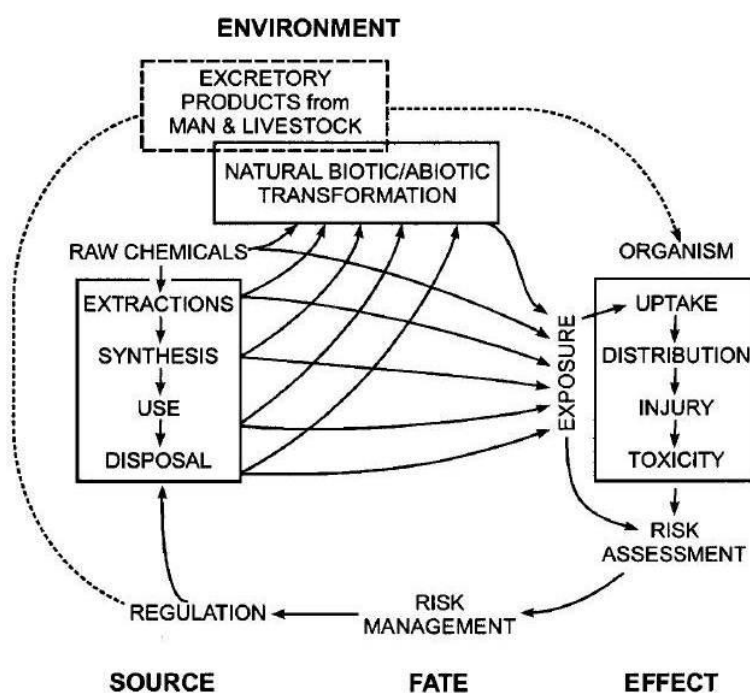 ENVIRONMENT
EXCRETORY
PRODUCTS from
MAN & LIVESTOCK
NATURAL BIOTIC/ABIOTIC
TRANSFORMATION
RAW CHEMICALS
EXTRACTIONS
SYNTHESIS
USE
DISPOSAL
EXPOSURE
ORGANISM
UPTAKE
DISTRIBUTION
INJURY
TOXICITY
RISK
ASSESSMENT
RISK
MANAGEMENT
REGULATION
SOURCE
FATE
EFFECT